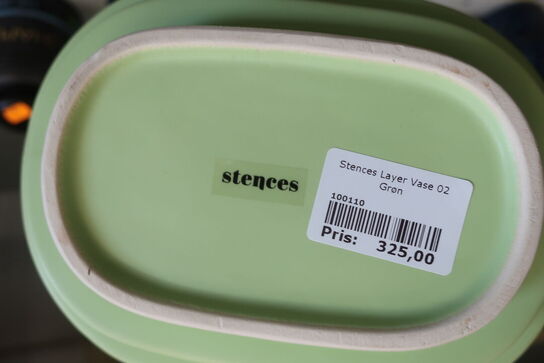 stences
Stences Layer Vase 02
Grøn
100110
Pris: 325,00